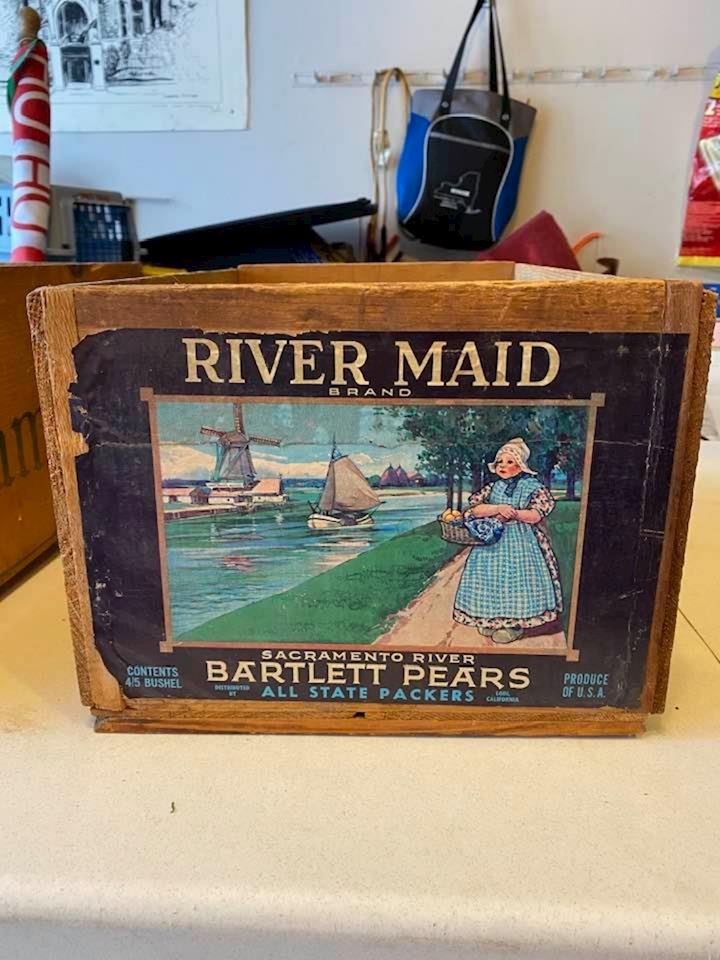 RIVER MAID
BRAND
SACRAMENTO RIVER
BARTLETT PEARS
CONTENTS
4/5 BUSHEL
DISTRIBUTED
BY
ALL STATE PACKERS
LODI,
CALIFORNIA
PRODUCE
OF U.S.A.
am